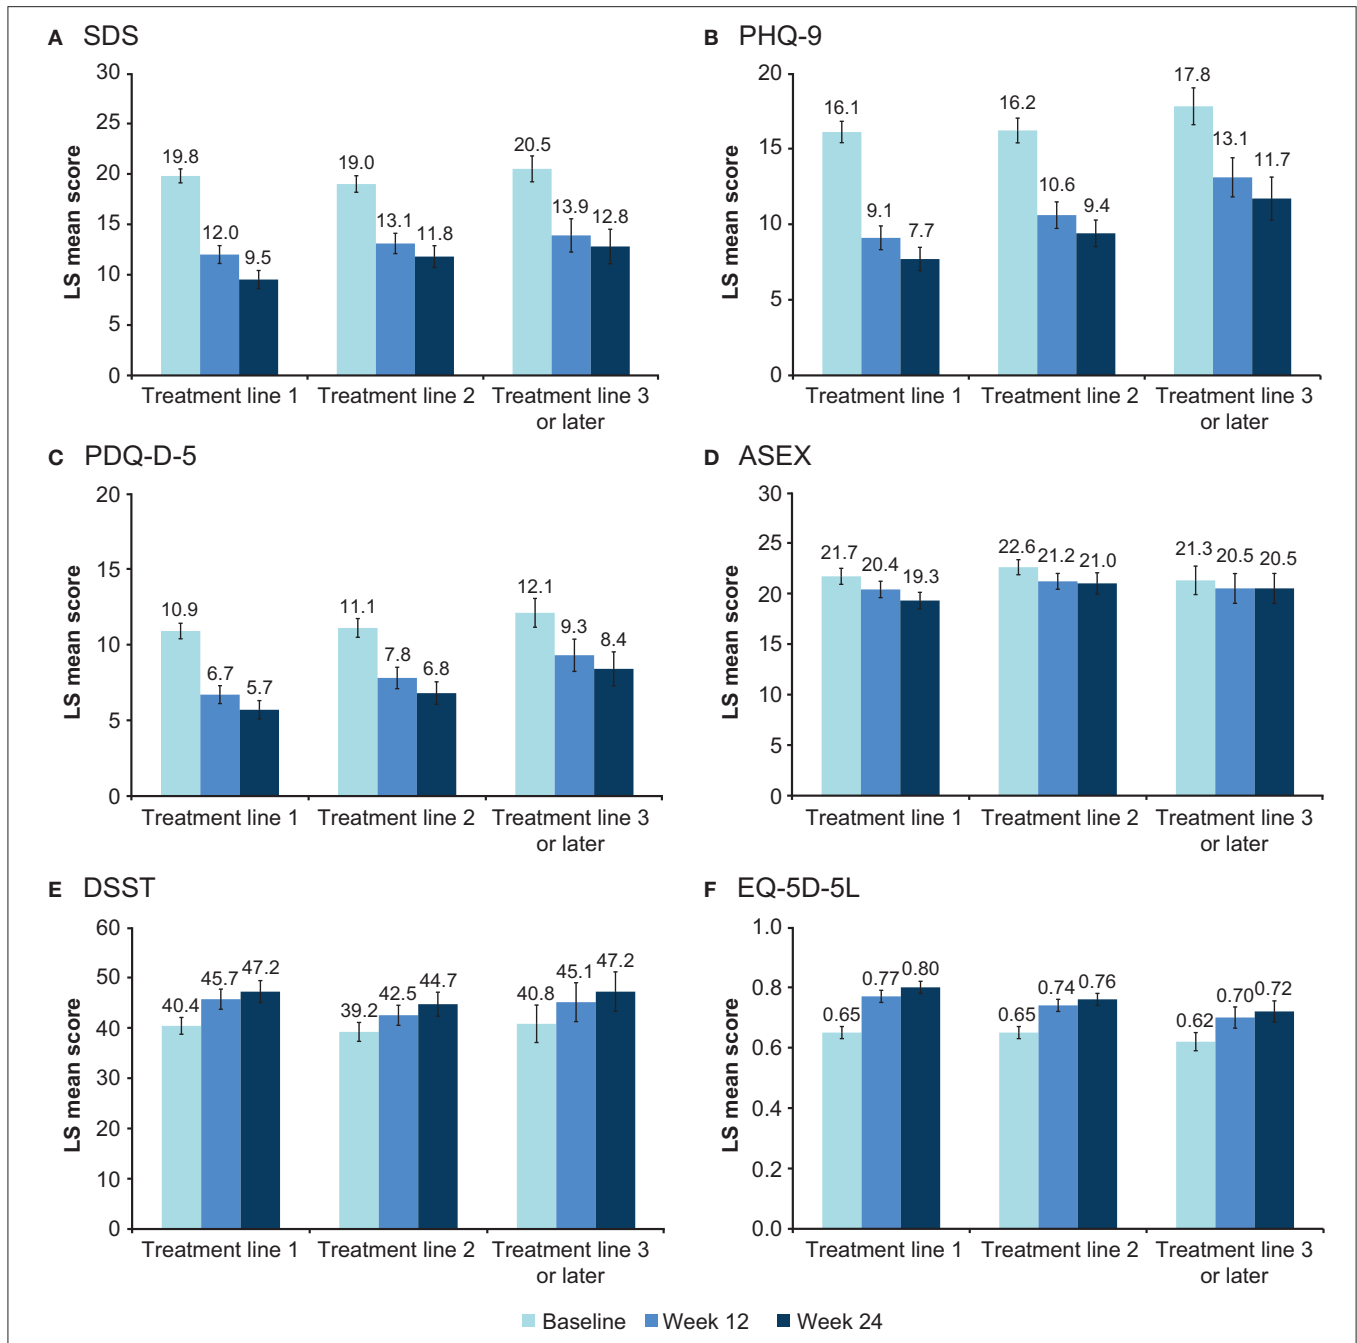 A SDS
30
25
20
15
10
5
0
LS mean score
19.8
12.0
9.5
19.0
13.1
11.8
20.5
13.9
12.8
Treatment line 1
Treatment line 2
Treatment line 3
or later
B PHQ-9
20
15
10
5
0
LS mean score
16.1
9.1
7.7
16.2
10.6
9.4
17.8
13.1
11.7
Treatment line 1
Treatment line 2
Treatment line 3
or later
C PDQ-D-5
20
15
10
5
0
LS mean score
10.9
6.7
5.7
11.1
7.8
6.8
12.1
9.3
8.4
Treatment line 1
Treatment line 2
Treatment line 3
or later
D ASEX
30
25
20
15
10
5
0
LS mean score
21.7
20.4
19.3
22.6
21.2
21.0
21.3
20.5
20.5
Treatment line 1
Treatment line 2
Treatment line 3
or later
E DSST
60
50
40
30
20
10
0
LS mean score
40.4
45.7
47.2
39.2
42.5
44.7
40.8
45.1
47.2
Treatment line 1
Treatment line 2
Treatment line 3
or later
F EQ-5D-5L
1.0
0.8
0.6
0.4
0.2
0.0
LS mean score
0.65
0.77
0.80
0.65
0.74
0.76
0.62
0.70
0.72
Treatment line 1
Treatment line 2
Treatment line 3
or later
Baseline
Week 12
Week 24